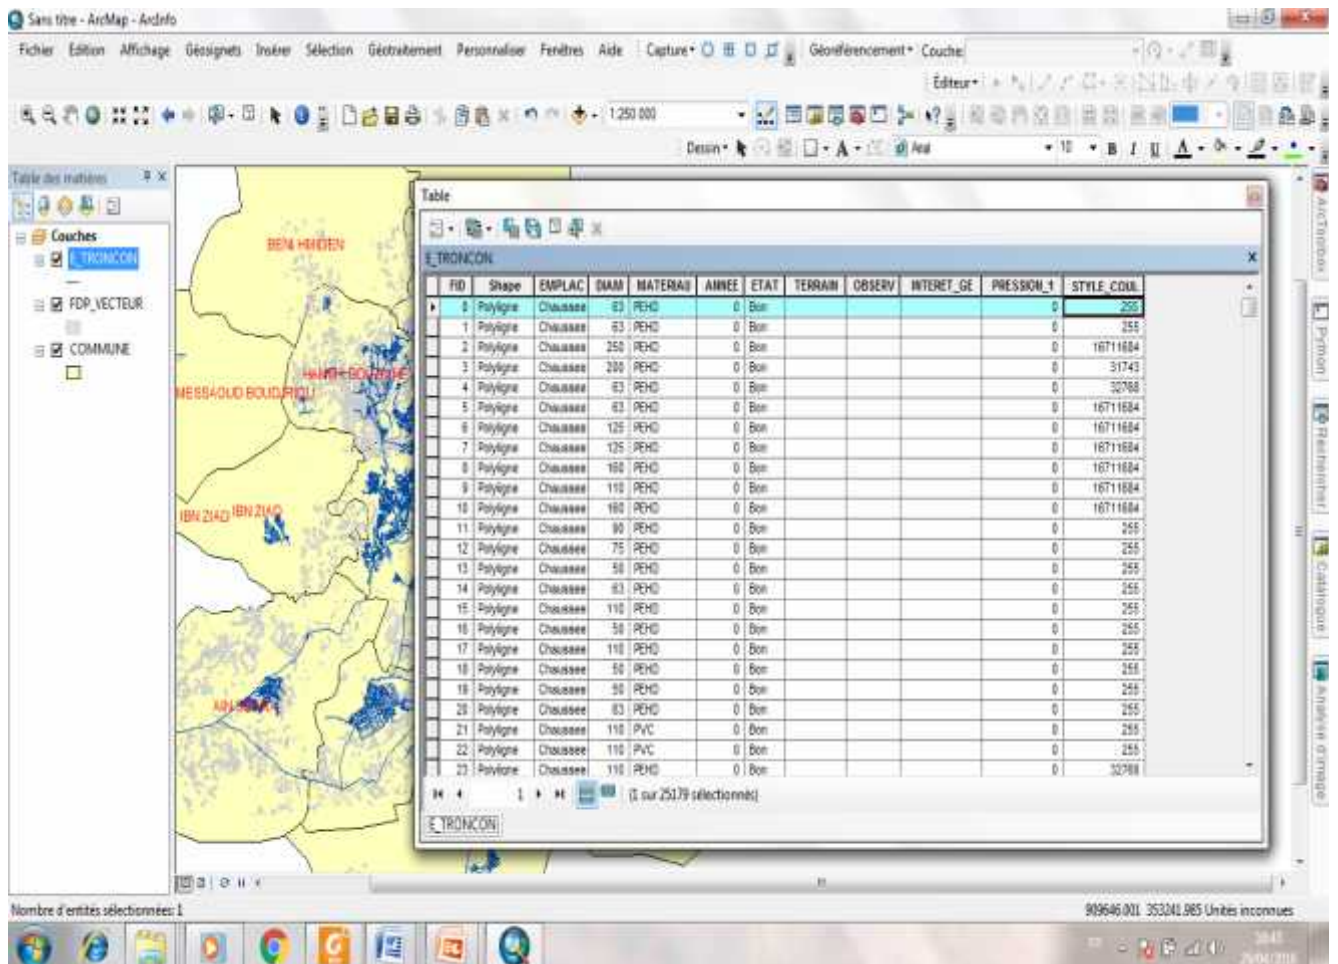 Sans titre - ArcMap - ArcInfo
Fichier Edition Affichage Géosignets Insérer Sélection Géotraitement Personnaliser Fenêtres Aide Capture Géoréférencement Couche:
Éditeur
1:250 000
Dessin A Arial 10 B I U A
Table des matières
Couches
E_TRONCON
FDP_VECTEUR
COMMUNE
BENI HMIDEN
MESSAOUD BOUDJRIOU
IBN ZIAD IBN ZIAD
Table
E_TRONCON
FID Shape EMPLAC DIAM MATERIAU ANNEE ETAT TERRAIN OBSERV INTERET_GE PRESSION_1 STYLE_COUL
0 Polyligne Chaussee 63 PEHD 0 Bon 0 255
1 Polyligne Chaussee 63 PEHD 0 Bon 0 255
2 Polyligne Chaussee 250 PEHD 0 Bon 0 16711684
3 Polyligne Chaussee 200 PEHD 0 Bon 0 31743
4 Polyligne Chaussee 63 PEHD 0 Bon 0 32768
5 Polyligne Chaussee 63 PEHD 0 Bon 0 16711684
6 Polyligne Chaussee 125 PEHD 0 Bon 0 16711684
7 Polyligne Chaussee 125 PEHD 0 Bon 0 16711684
8 Polyligne Chaussee 160 PEHD 0 Bon 0 16711684
9 Polyligne Chaussee 110 PEHD 0 Bon 0 16711684
10 Polyligne Chaussee 160 PEHD 0 Bon 0 16711684
11 Polyligne Chaussee 90 PEHD 0 Bon 0 255
12 Polyligne Chaussee 75 PEHD 0 Bon 0 255
13 Polyligne Chaussee 50 PEHD 0 Bon 0 255
14 Polyligne Chaussee 63 PEHD 0 Bon 0 255
15 Polyligne Chaussee 110 PEHD 0 Bon 0 255
16 Polyligne Chaussee 50 PEHD 0 Bon 0 255
17 Polyligne Chaussee 110 PEHD 0 Bon 0 255
18 Polyligne Chaussee 50 PEHD 0 Bon 0 255
19 Polyligne Chaussee 50 PEHD 0 Bon 0 255
20 Polyligne Chaussee 63 PEHD 0 Bon 0 255
21 Polyligne Chaussee 110 PVC 0 Bon 0 255
22 Polyligne Chaussee 110 PVC 0 Bon 0 255
23 Polyligne Chaussee 110 PEHD 0 Bon 0 32768
1 (1 sur 25179 sélectionnés)
E_TRONCON
ArcToolbox
Python
Rechercher
Catalogue
Analyse d'image
Nombre d'entités sélectionnées: 1
909646.001 353241.985 Unités inconnues